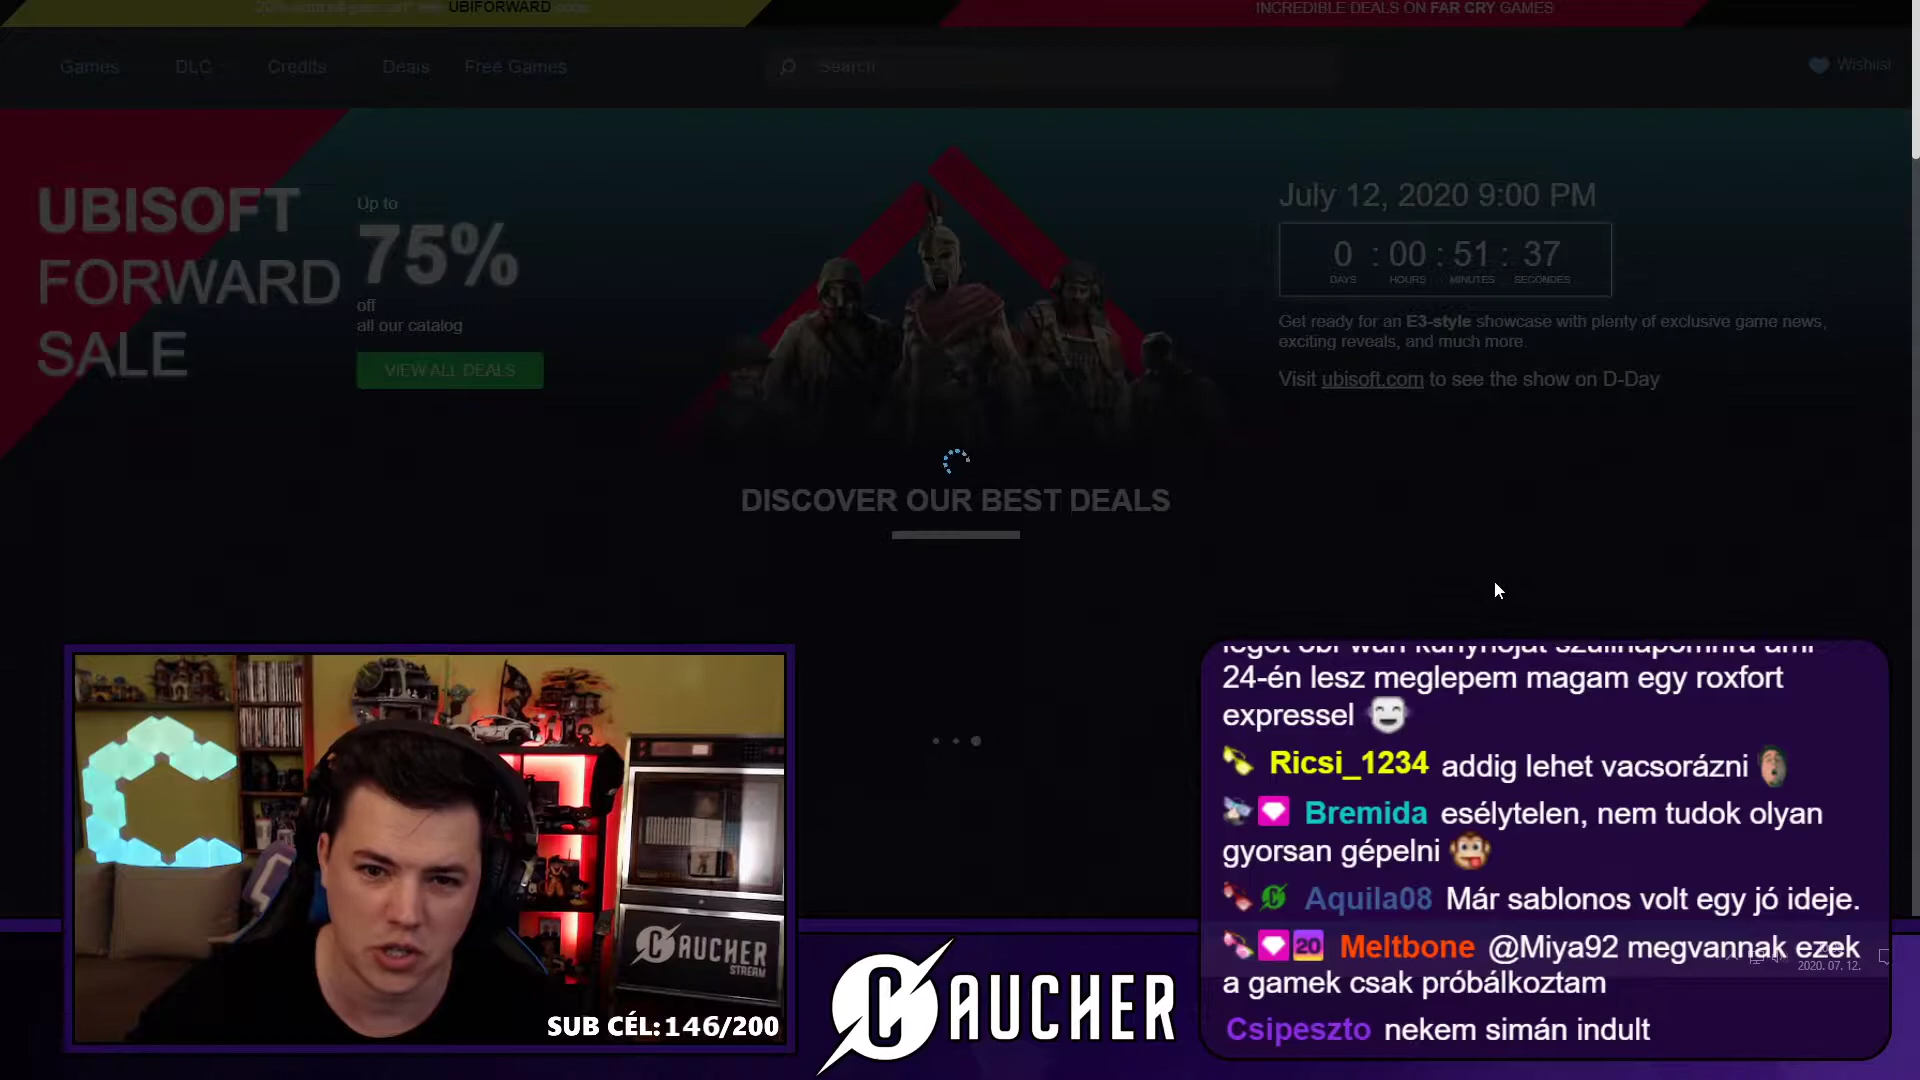 UBIFORWARD
INCREDIBLE DEALS ON FAR CRY GAMES
Games DLC Credits Deals Free Games
Search
Wishlist
UBISOFT
FORWARD
SALE
Up to
75%
off
all our catalog
VIEW ALL DEALS
July 12, 2020 9:00 PM
0 : 00 : 51 : 37
DAYS HOURS MINUTES SECONDES
Get ready for an E3-style showcase with plenty of exclusive game news,
exciting reveals, and much more.
Visit ubisoft.com to see the show on D-Day
DISCOVER OUR BEST DEALS
24-én lesz meglepem magam egy roxfort
expressel
Ricsi_1234 addig lehet vacsorázni
Bremida esélytelen, nem tudok olyan
gyorsan gépelni
Aquila08 Már sablonos volt egy jó ideje.
20 Meltbone @Miya92 megvannak ezek
a gamek csak próbálkoztam
2020. 07. 12.
Csipeszto nekem simán indult
CAUCHER
STREAM
SUB CÉL:146/200
CAUCHER